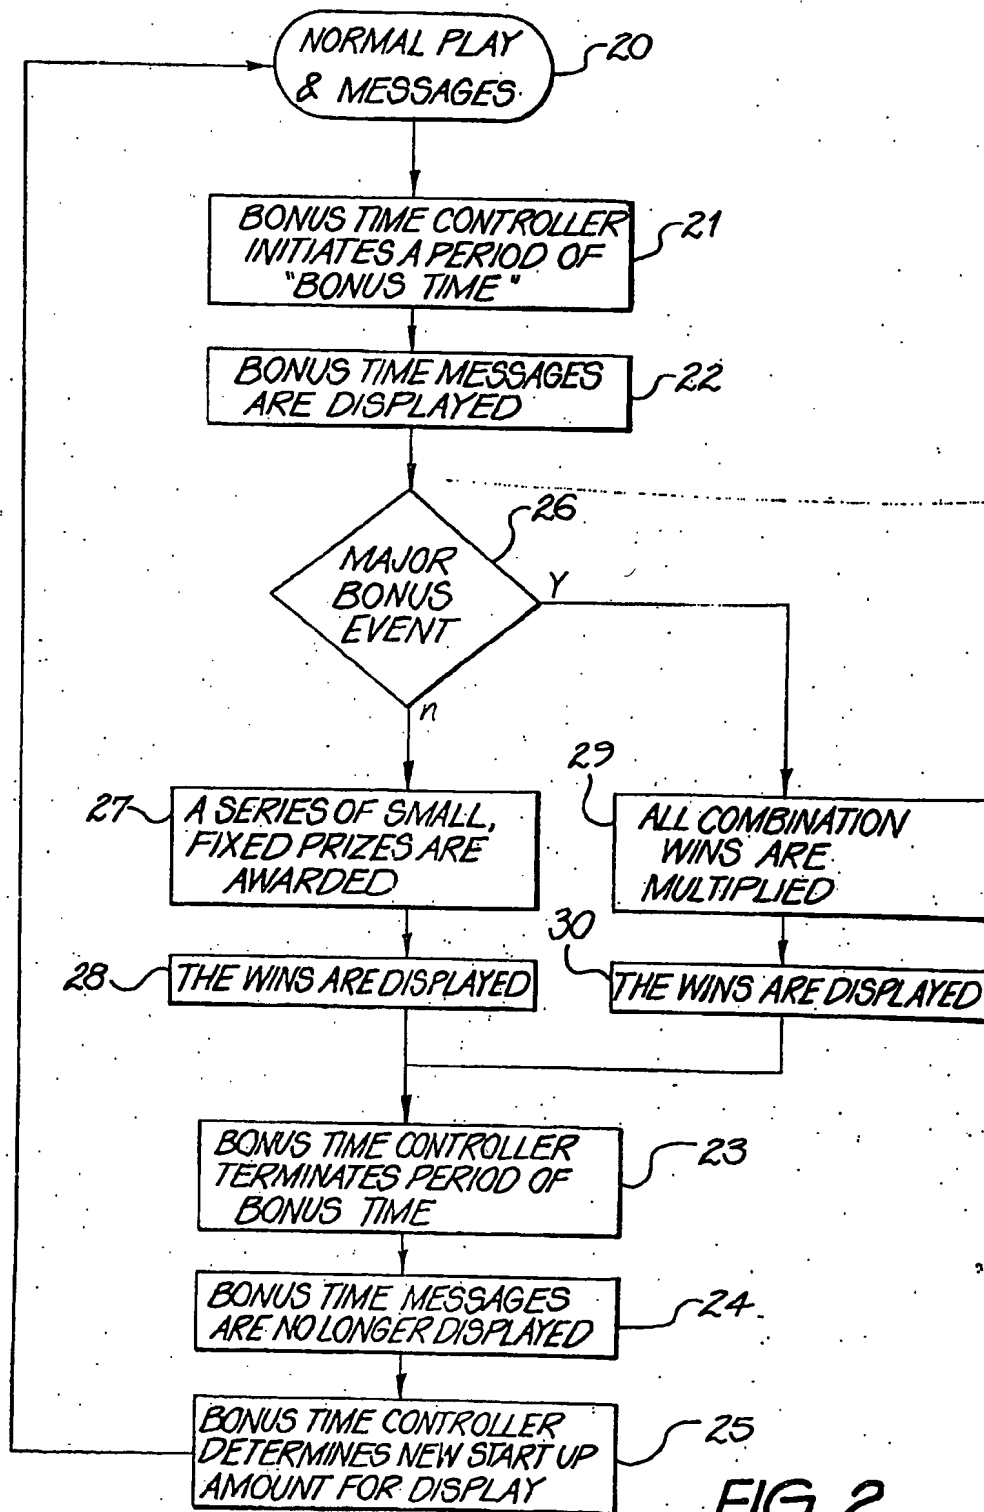 NORMAL PLAY
& MESSAGES
20
BONUS TIME CONTROLLER
INITIATES A PERIOD OF
"BONUS TIME"
21
BONUS TIME MESSAGES
ARE DISPLAYED
22
26
MAJOR
BONUS
EVENT
Y
n
27
A SERIES OF SMALL,
FIXED PRIZES ARE
AWARDED
29
ALL COMBINATION
WINS ARE
MULTIPLIED
28
THE WINS ARE DISPLAYED
30
THE WINS ARE DISPLAYED
BONUS TIME CONTROLLER
TERMINATES PERIOD OF
BONUS TIME
23
BONUS TIME MESSAGES
ARE NO LONGER DISPLAYED
24
BONUS TIME CONTROLLER
DETERMINES NEW START UP
AMOUNT FOR DISPLAY
25
FIG. 2